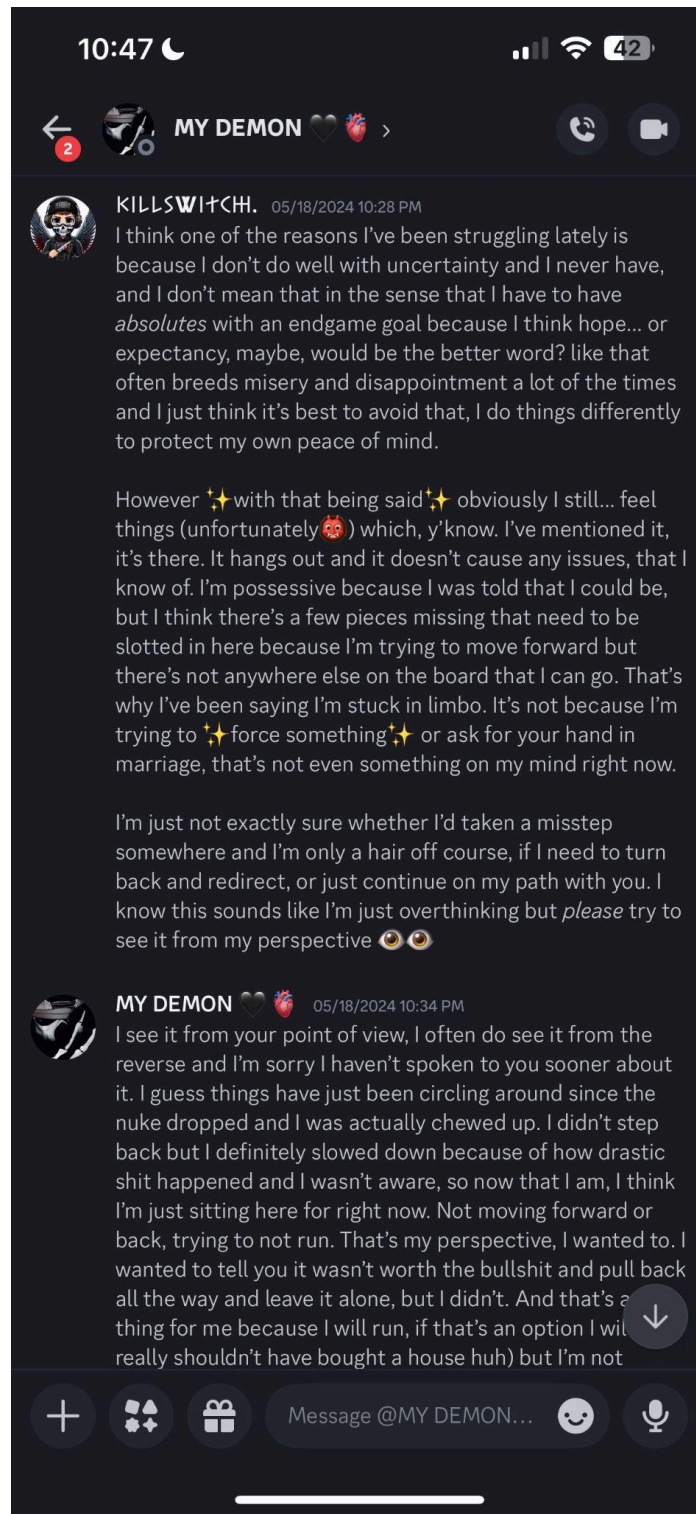 10:47
42
2
MY DEMON 🖤 🫀 >
KILLSWITCHH. 05/18/2024 10:28 PM
I think one of the reasons I’ve been struggling lately is
because I don’t do well with uncertainty and I never have,
and I don’t mean that in the sense that I have to have
absolutes with an endgame goal because I think hope... or
expectancy, maybe, would be the better word? like that
often breeds misery and disappointment a lot of the times
and I just think it’s best to avoid that, I do things differently
to protect my own peace of mind.
However ✨with that being said✨ obviously I still... feel
things (unfortunately👹) which, y’know. I’ve mentioned it,
it’s there. It hangs out and it doesn’t cause any issues, that I
know of. I’m possessive because I was told that I could be,
but I think there’s a few pieces missing that need to be
slotted in here because I’m trying to move forward but
there’s not anywhere else on the board that I can go. That’s
why I’ve been saying I’m stuck in limbo. It’s not because I’m
trying to ✨force something✨ or ask for your hand in
marriage, that’s not even something on my mind right now.
I’m just not exactly sure whether I’d taken a misstep
somewhere and I’m only a hair off course, if I need to turn
back and redirect, or just continue on my path with you. I
know this sounds like I’m just overthinking but please try to
see it from my perspective 👁️👁️
MY DEMON 🖤 🫀 05/18/2024 10:34 PM
I see it from your point of view, I often do see it from the
reverse and I’m sorry I haven’t spoken to you sooner about
it. I guess things have just been circling around since the
nuke dropped and I was actually chewed up. I didn’t step
back but I definitely slowed down because of how drastic
shit happened and I wasn’t aware, so now that I am, I think
I’m just sitting here for right now. Not moving forward or
back, trying to not run. That’s my perspective, I wanted to. I
wanted to tell you it wasn’t worth the bullshit and pull back
all the way and leave it alone, but I didn’t. And that’s
thing for me because I will run, if that’s an option I
really shouldn’t have bought a house huh) but I’m not
Message @MY DEMON...